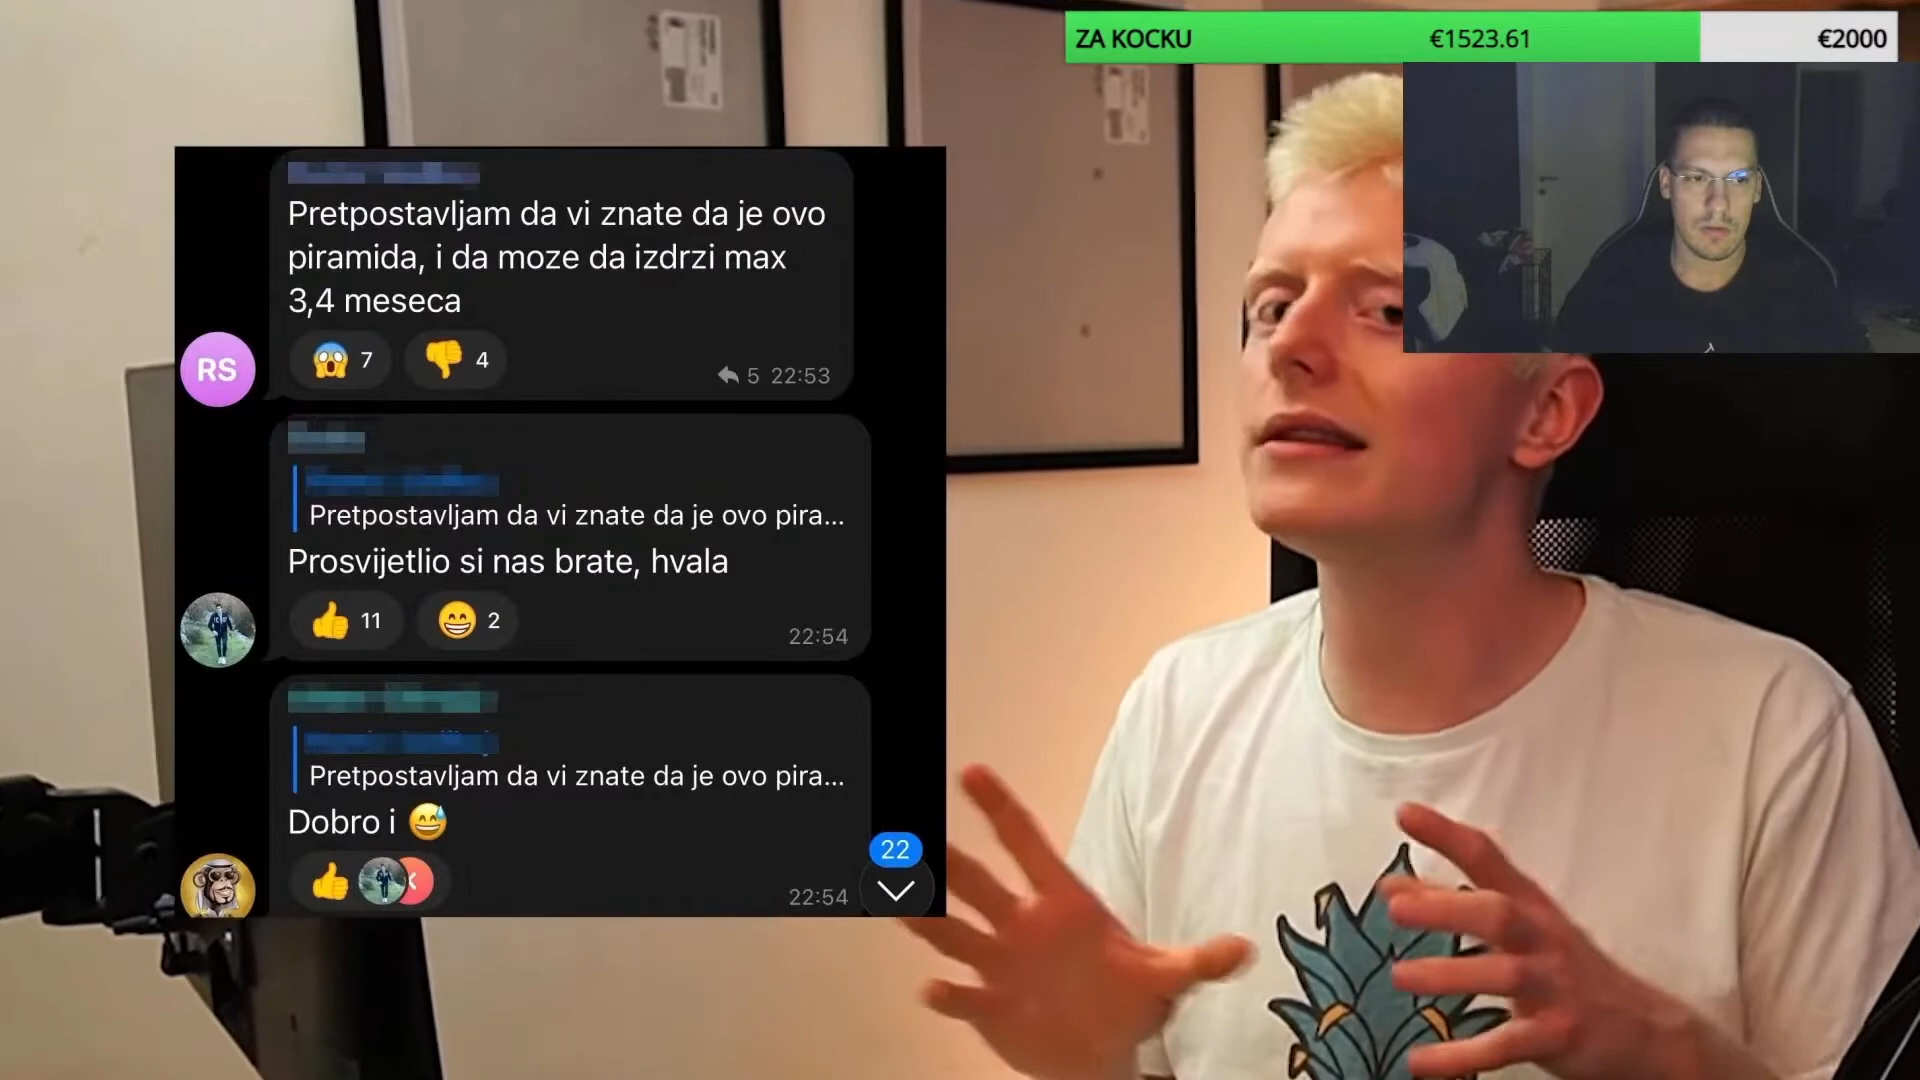 ZA KOCKU €1523.61 €2000
Pretpostavljam da vi znate da je ovo
piramida, i da moze da izdrzi max
3,4 meseca
7 4
5 22:53
RS
Pretpostavljam da vi znate da je ovo pira...
Prosvijetlio si nas brate, hvala
11 2
22:54
Pretpostavljam da vi znate da je ovo pira...
Dobro i
22
22:54